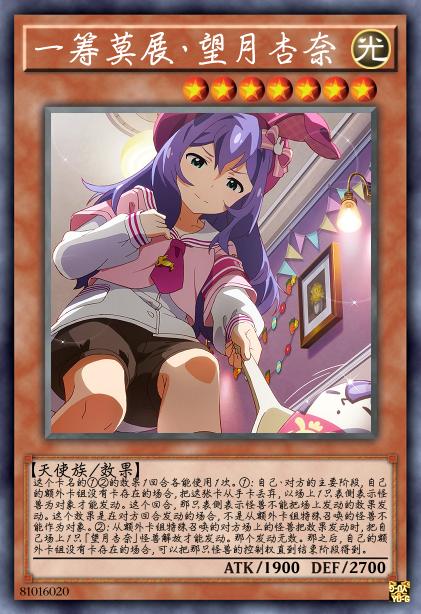 一筹莫展·望月杏奈
光
【天使族/效果】
这个卡名的①②的效果1回合各能使用1次。①:自己·对方的主要阶段,自己
的额外卡组没有卡存在的场合,把这张卡从手卡丢弃,以场上1只表侧表示怪
兽为对象才能发动。这个回合,那只表侧表示怪兽不能把场上发动的效果发
动。这个效果是在对方回合发动的场合,不是从额外卡组特殊召唤的怪兽不
能作为对象。②:从额外卡组特殊召唤的对方场上的怪兽把效果发动时,把自
己场上1只「望月杏奈」怪兽解放才能发动。那个发动无效。那之后,自己的额
外卡组没有卡存在的场合,可以把那只怪兽的控制权直到结束阶段得到。
ATK/1900 DEF/2700
81016020